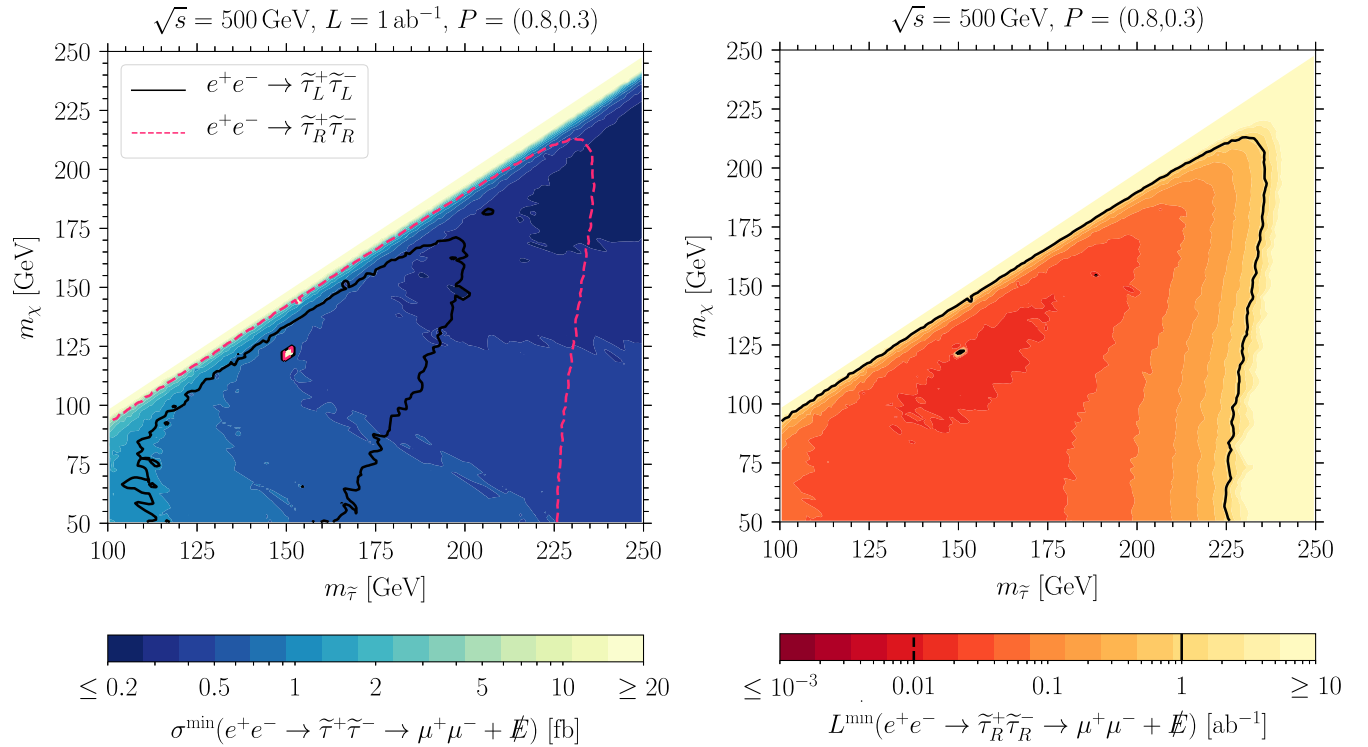 √s = 500 GeV, L = 1 ab⁻¹, P = (0.8,0.3)
e⁺e⁻ → τ̃_L⁺ τ̃_L⁻
e⁺e⁻ → τ̃_R⁺ τ̃_R⁻
250
225
200
175
150
125
100
75
50
m_χ [GeV]
100 125 150 175 200 225 250
m_τ̃ [GeV]
≤ 0.2 0.5 1 2 5 10 ≥ 20
σ^min(e⁺e⁻ → τ̃⁺τ̃⁻ → μ⁺μ⁻ + E̸) [fb]
√s = 500 GeV, P = (0.8,0.3)
250
225
200
175
150
125
100
75
50
m_χ [GeV]
100 125 150 175 200 225 250
m_τ̃ [GeV]
≤ 10⁻³ 0.01 0.1 1 ≥ 10
L^min(e⁺e⁻ → τ̃_R⁺ τ̃_R⁻ → μ⁺μ⁻ + E̸) [ab⁻¹]